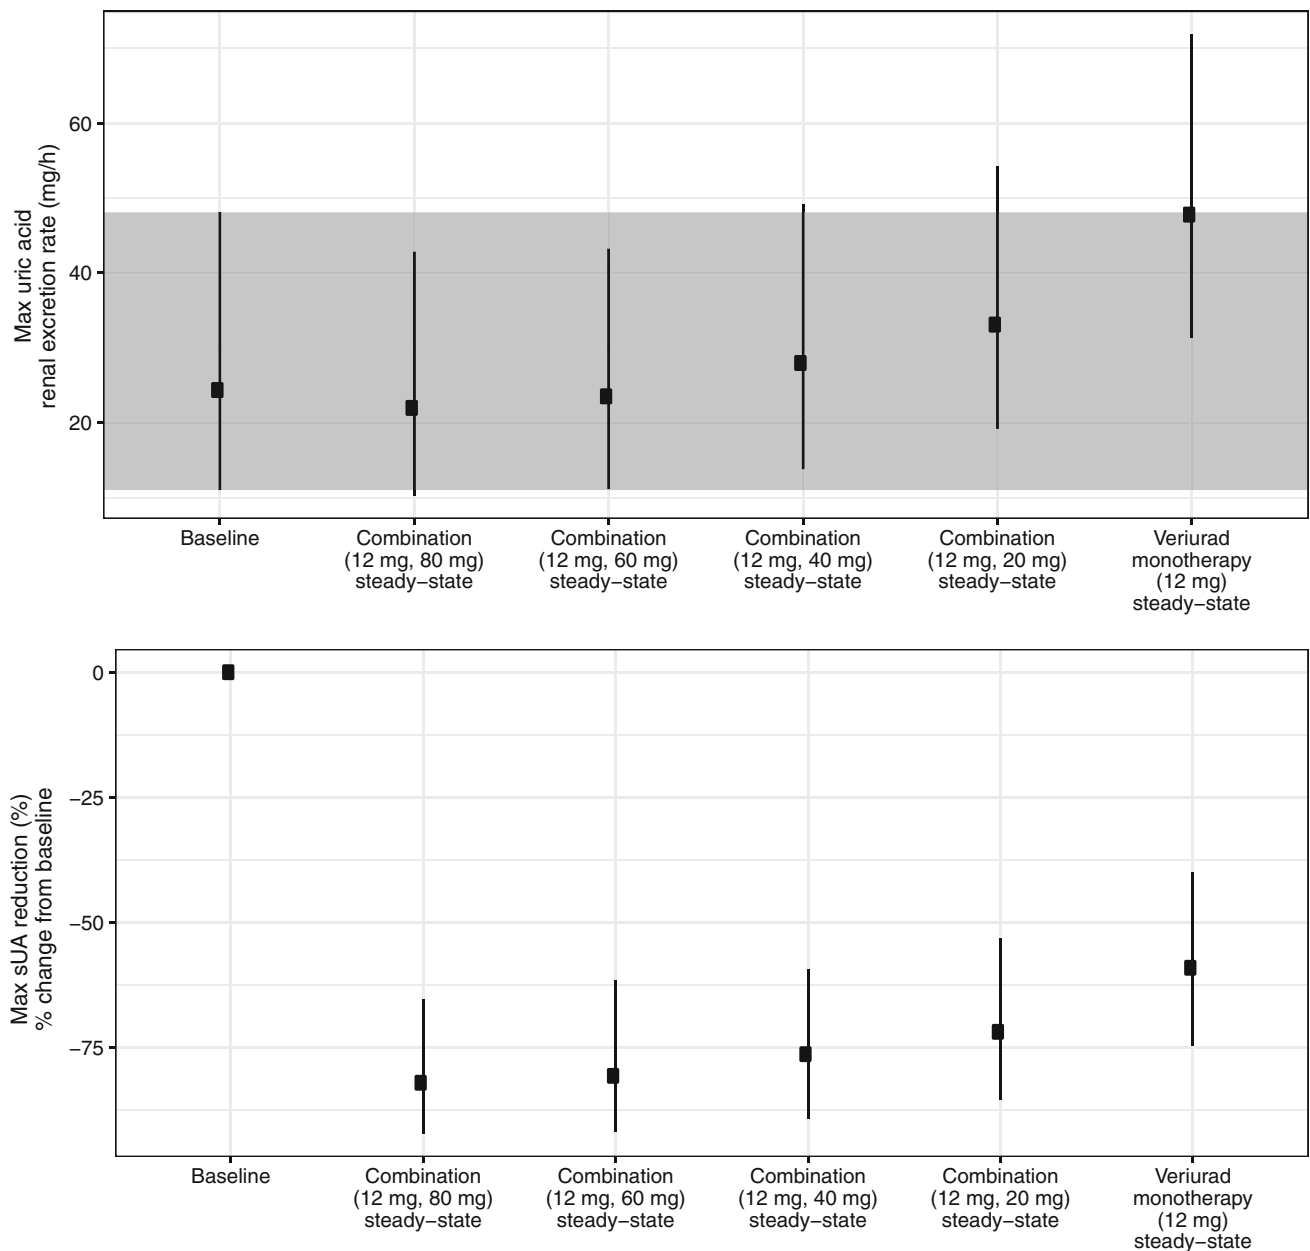 Max uric acid
renal excretion rate (mg/h)
60
40
20
Baseline
Combination
(12 mg, 80 mg)
steady–state
Combination
(12 mg, 60 mg)
steady–state
Combination
(12 mg, 40 mg)
steady–state
Combination
(12 mg, 20 mg)
steady–state
Veriurad
monotherapy
(12 mg)
steady–state
Max sUA reduction (%)
% change from baseline
0
−25
−50
−75
Baseline
Combination
(12 mg, 80 mg)
steady–state
Combination
(12 mg, 60 mg)
steady–state
Combination
(12 mg, 40 mg)
steady–state
Combination
(12 mg, 20 mg)
steady–state
Veriurad
monotherapy
(12 mg)
steady–state